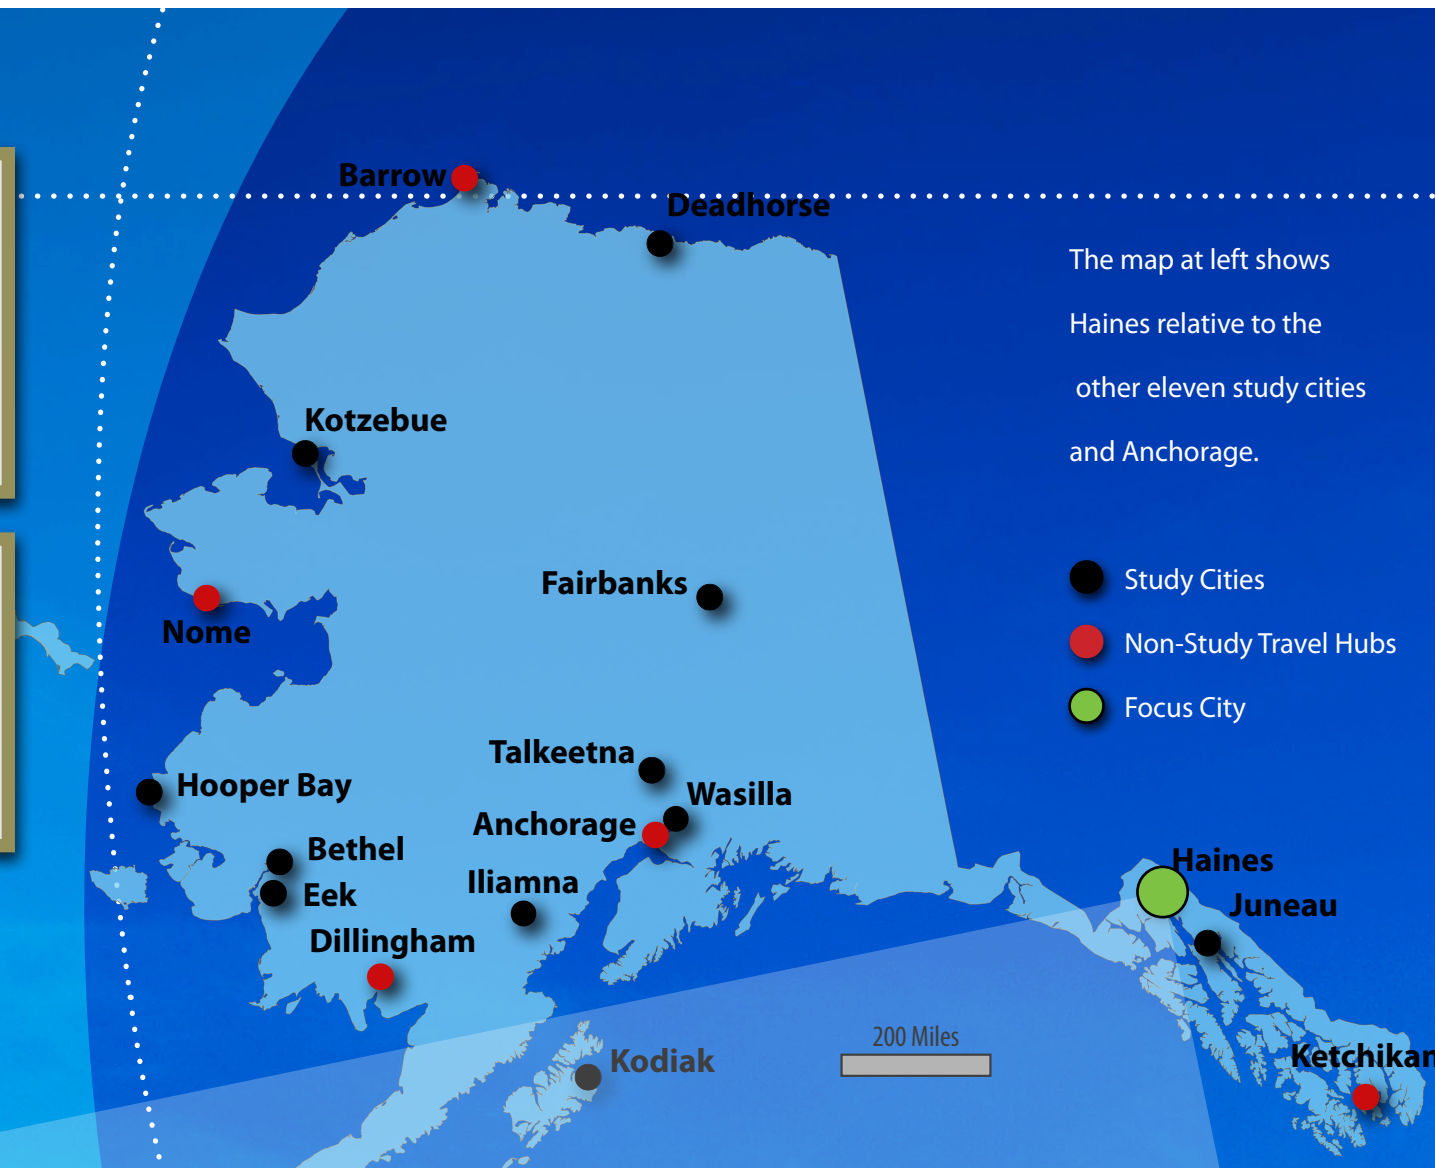 Barrow
Deadhorse
The map at left shows
Haines relative to the
other eleven study cities
and Anchorage.
Kotzebue
Study Cities
Fairbanks
Nome
Non-Study Travel Hubs
Focus City
Talkeetna
Hooper Bay
Wasilla
Anchorage
Bethel
Haines
Iliamna
Eek
Juneau
Dillingham
200 Miles
Kodiak
Ketchikan